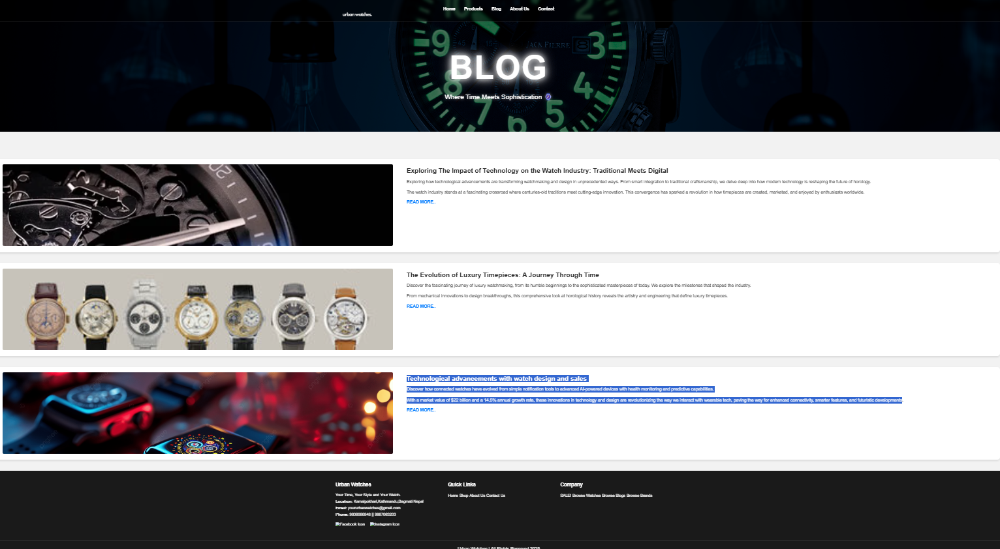 urban watches.
Home Products Blog About Us Contact
BLOG
Where Time Meets Sophistication
Exploring The Impact of Technology on the Watch Industry: Traditional Meets Digital
Exploring how technological advancements are transforming watchmaking and design in unprecedented ways. From smart integration to traditional craftsmanship, we delve deep into how modern technology is reshaping the future of horology.
The watch industry stands at a fascinating crossroad where centuries-old traditions meet cutting-edge innovation. This convergence has sparked a revolution in how timepieces are created, marketed, and enjoyed by enthusiasts worldwide.
READ MORE..
The Evolution of Luxury Timepieces: A Journey Through Time
Discover the fascinating journey of luxury watchmaking, from its humble beginnings to the sophisticated masterpieces of today. We explore the milestones that shaped the industry.
From mechanical innovations to design breakthroughs, this comprehensive look at horological history reveals the artistry and engineering that define luxury timepieces.
READ MORE..
Technological advancements with watch design and sales
Discover how connected watches have evolved from simple notification tools to advanced AI-powered devices with health monitoring and predictive capabilities.
With a market value of $22 billion and a 14.5% annual growth rate, these innovations in technology and design are revolutionizing the way we interact with wearable tech, paving the way for enhanced connectivity, smarter features, and futuristic developments
READ MORE..
Urban Watches
Your Time, Your Style and Your Watch.
Location: Kamalpokhari,Kathmandu,Bagmati Nepal
Email: yoururbanwatches@gmail.com
Phone: 9806086848 || 9867063203
Facebook Icon Instagram Icon
Quick Links
Home Shop About Us Contact Us
Company
SALE! Browse Watches Browse Blogs Browse Brands
Urban Watches | All Rights Reserved 2025